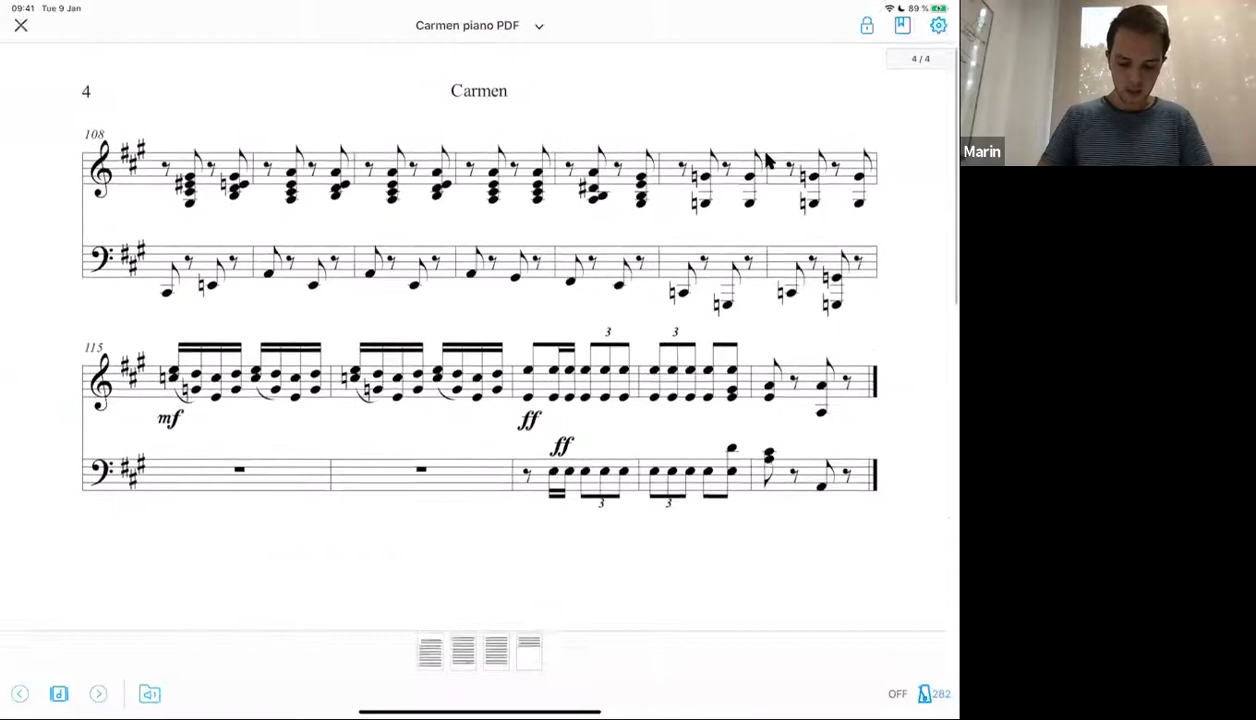 09:41 Tue 9 Jan
89 %
Carmen piano PDF
4/4
4
Carmen
108
115
3
3
mf
ff
ff
3
3
OFF
282
Marin